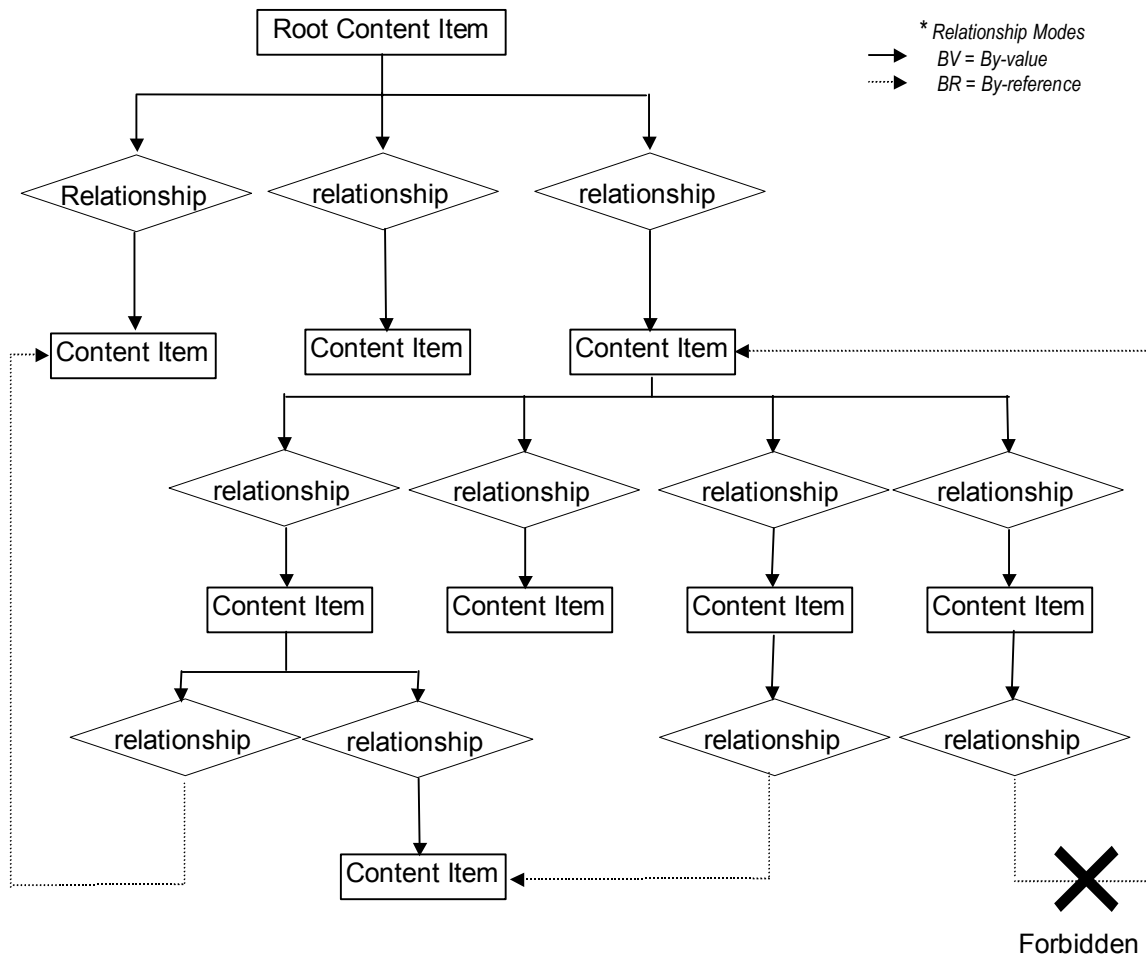 Root Content Item
* Relationship Modes
BV = By-value
BR = By-reference
Relationship
relationship
relationship
Content Item
Content Item
Content Item
relationship
relationship
relationship
relationship
Content Item
Content Item
Content Item
Content Item
relationship
relationship
relationship
relationship
Content Item
Forbidden